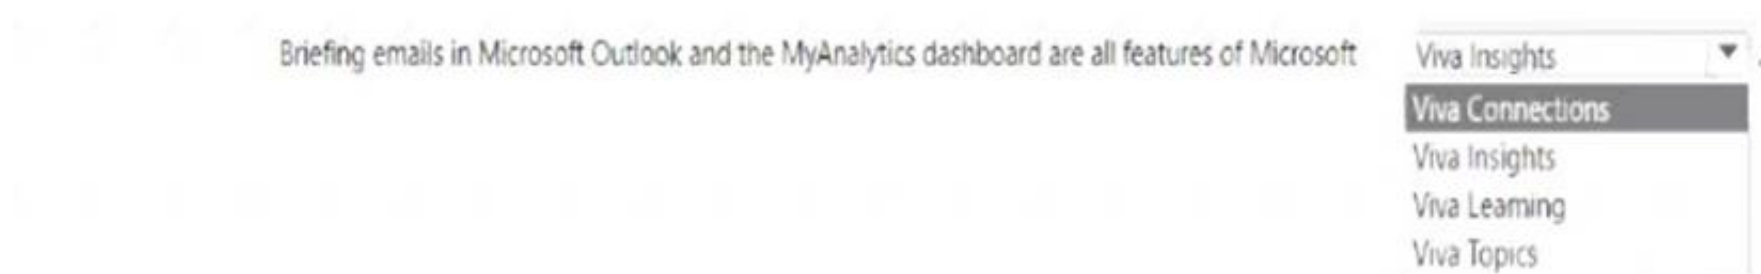 Briefing emails in Microsoft Outlook and the MyAnalytics dashboard are all features of Microsoft Viva Insights .
Viva Connections
Viva Insights
Viva Learning
Viva Topics